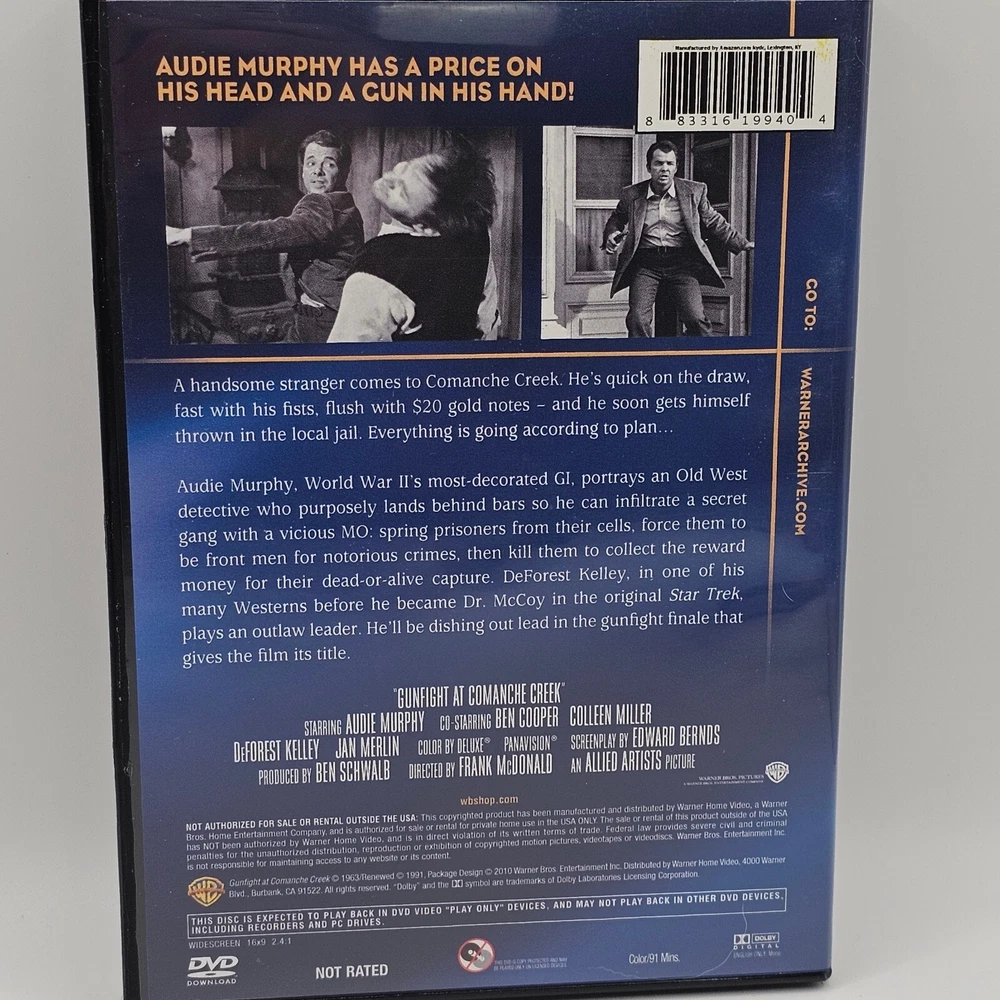 AUDIE MURPHY HAS A PRICE ON
HIS HEAD AND A GUN IN HIS HAND!
Manufactured by Amazon.com kydc, Lexington, KY
8 83316 19940 4
GO TO:
WARNERARCHIVE.COM
A handsome stranger comes to Comanche Creek. He's quick on the draw,
fast with his fists, flush with $20 gold notes – and he soon gets himself
thrown in the local jail. Everything is going according to plan...
Audie Murphy, World War II's most-decorated GI, portrays an Old West
detective who purposely lands behind bars so he can infiltrate a secret
gang with a vicious MO: spring prisoners from their cells, force them to
be front men for notorious crimes, then kill them to collect the reward
money for their dead-or-alive capture. DeForest Kelley, in one of his
many Westerns before he became Dr. McCoy in the original Star Trek,
plays an outlaw leader. He'll be dishing out lead in the gunfight finale that
gives the film its title.
"GUNFIGHT AT COMANCHE CREEK"
STARRING AUDIE MURPHY CO-STARRING BEN COOPER COLLEEN MILLER
DeFOREST KELLEY JAN MERLIN COLOR BY DELUXE® PANAVISION® SCREENPLAY BY EDWARD BERNDS
PRODUCED BY BEN SCHWALB DIRECTED BY FRANK McDONALD AN ALLIED ARTISTS PICTURE
WARNER BROS. PICTURES
wbshop.com
NOT AUTHORIZED FOR SALE OR RENTAL OUTSIDE THE USA: This copyrighted product has been manufactured and distributed by Warner Home Video, a Warner
Bros. Home Entertainment Company, and is authorized for sale or rental for private home use in the USA ONLY. The sale or rental of this product outside of the USA
has NOT been authorized by Warner Home Video, and is in direct violation of its written terms of trade. Federal law provides severe civil and criminal
penalties for the unauthorized distribution, reproduction or exhibition of copyrighted motion pictures, videotapes or videodiscs. Warner Bros. Entertainment Inc.
is not responsible for maintaining access to any website or its content.
Gunfight at Comanche Creek © 1963/Renewed © 1991, Package Design © 2010 Warner Bros. Entertainment Inc. Distributed by Warner Home Video, 4000 Warner
Blvd., Burbank, CA 91522. All rights reserved. "Dolby" and the DD symbol are trademarks of Dolby Laboratories Licensing Corporation.
THIS DISC IS EXPECTED TO PLAY BACK IN DVD VIDEO "PLAY ONLY" DEVICES, AND MAY NOT PLAY BACK IN OTHER DVD DEVICES,
INCLUDING RECORDERS AND PC DRIVES.
WIDESCREEN 16x9 2.4:1
DVD
DOWNLOAD
NOT RATED
THIS DVD IS COPY PROTECTED AND MAY
BE PLAYED ONLY ON LICENSED DEVICES.
Color/91 Mins.
DOLBY
DIGITAL